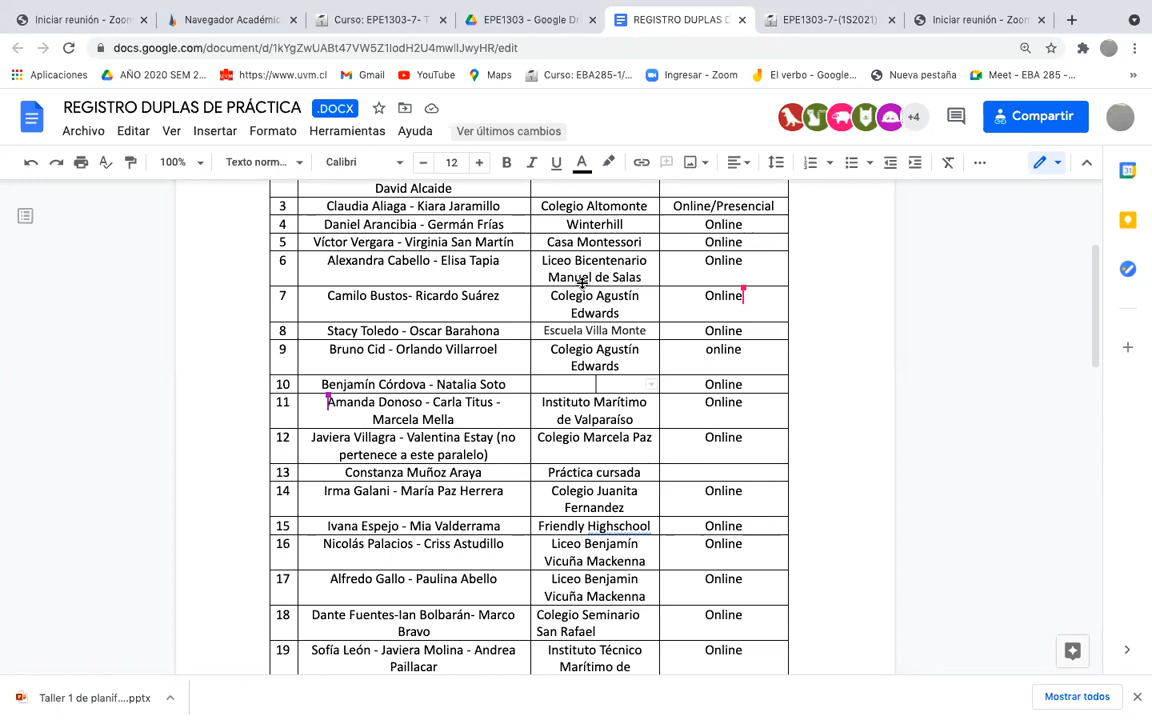 Iniciar reunión - Zoom
Navegador Académic
Curso: EPE1303-7- T
EPE1303 - Google Dri
REGISTRO DUPLAS D
EPE1303-7-(1S2021)
Iniciar reunión - Zoom
docs.google.com/document/d/1kYgZwUABt47VW5Z1IodH2U4mwlIJwyHR/edit
Aplicaciones
AÑO 2020 SEM 2...
https://www.uvm.cl
Gmail
YouTube
Maps
Curso: EBA285-1/...
Ingresar - Zoom
El verbo - Google...
Nueva pestaña
Meet - EBA 285 -...
REGISTRO DUPLAS DE PRÁCTICA .DOCX
Archivo Editar Ver Insertar Formato Herramientas Ayuda Ver últimos cambios
+4
Compartir
100% Texto norm... Calibri 12 B I U A
David Alcaide
3 Claudia Aliaga - Kiara Jaramillo Colegio Altomonte Online/Presencial
4 Daniel Arancibia - Germán Frías Winterhill Online
5 Víctor Vergara - Virginia San Martín Casa Montessori Online
6 Alexandra Cabello - Elisa Tapia Liceo Bicentenario Online
Manuel de Salas
7 Camilo Bustos- Ricardo Suárez Colegio Agustín Online
Edwards
8 Stacy Toledo - Oscar Barahona Escuela Villa Monte Online
9 Bruno Cid - Orlando Villarroel Colegio Agustín online
Edwards
10 Benjamín Córdova - Natalia Soto Online
11 Amanda Donoso - Carla Titus - Instituto Marítimo Online
Marcela Mella de Valparaíso
12 Javiera Villagra - Valentina Estay (no Colegio Marcela Paz Online
pertenece a este paralelo)
13 Constanza Muñoz Araya Práctica cursada
14 Irma Galani - María Paz Herrera Colegio Juanita Online
Fernandez
15 Ivana Espejo - Mia Valderrama Friendly Highschool Online
16 Nicolás Palacios - Criss Astudillo Liceo Benjamín Online
Vicuña Mackenna
17 Alfredo Gallo - Paulina Abello Liceo Benjamin Online
Vicuña Mackenna
18 Dante Fuentes-Ian Bolbarán- Marco Colegio Seminario Online
Bravo San Rafael
19 Sofía León - Javiera Molina - Andrea Instituto Técnico Online
Paillacar Marítimo de
31
Taller 1 de planif....pptx
Mostrar todos